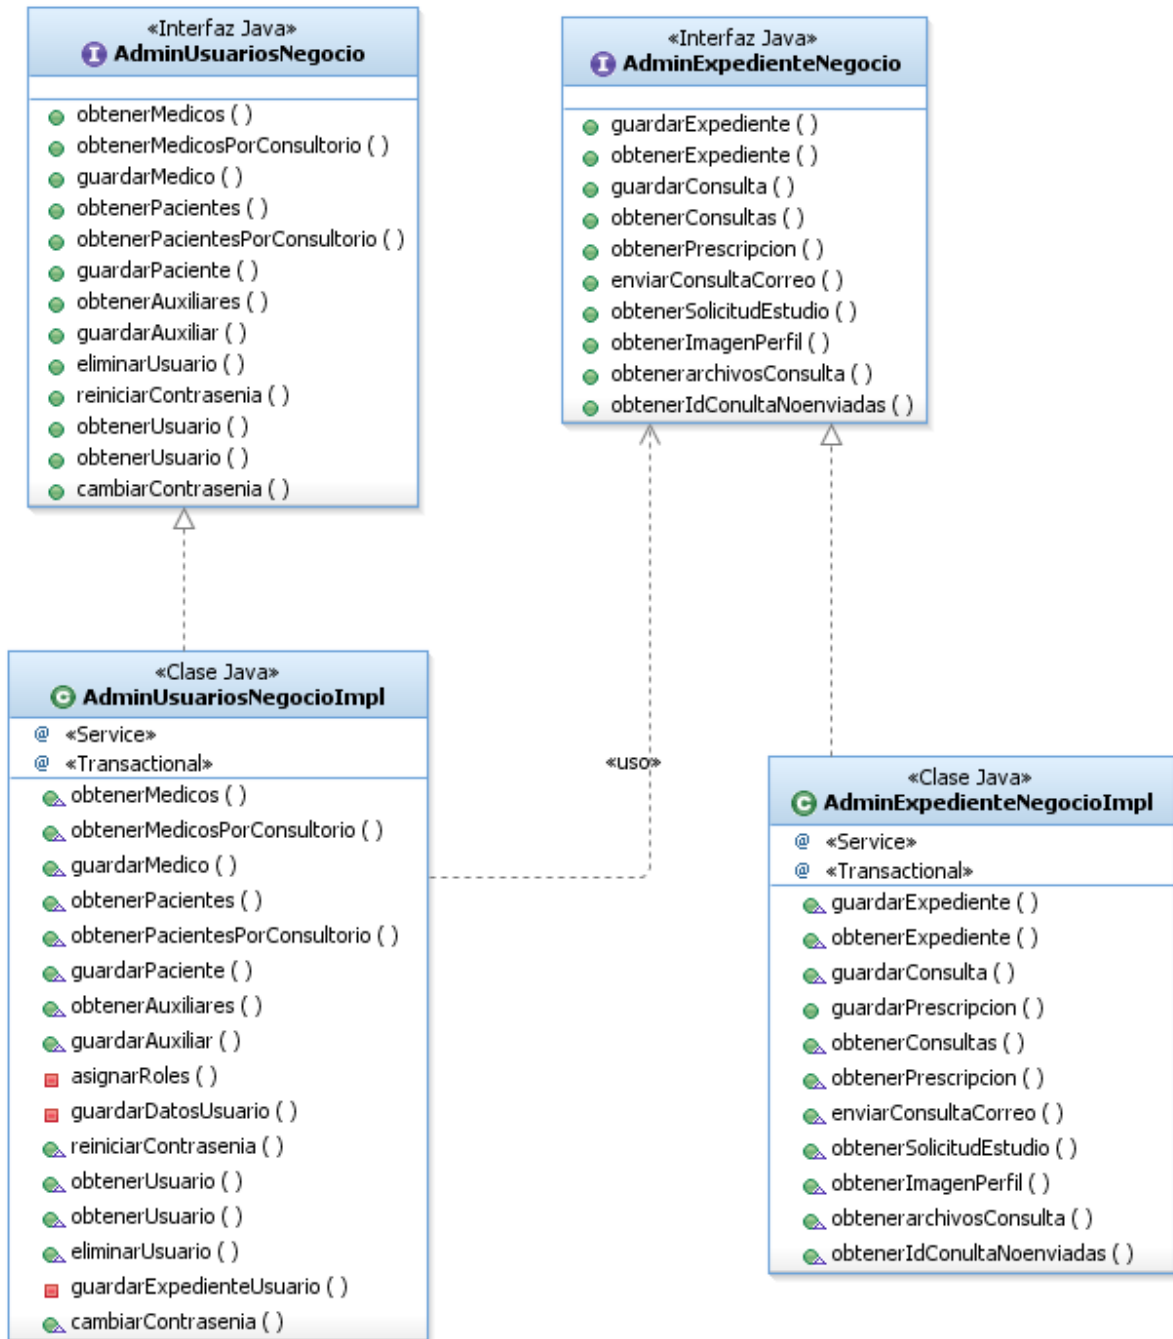 «Interfaz Java»
AdminUsuariosNegocio
obtenerMedicos ( )
obtenerMedicosPorConsultorio ( )
guardarMedico ( )
obtenerPacientes ( )
obtenerPacientesPorConsultorio ( )
guardarPaciente ( )
obtenerAuxiliares ( )
guardarAuxiliar ( )
eliminarUsuario ( )
reiniciarContrasenia ( )
obtenerUsuario ( )
obtenerUsuario ( )
cambiarContrasenia ( )
«Interfaz Java»
AdminExpedienteNegocio
guardarExpediente ( )
obtenerExpediente ( )
guardarConsulta ( )
obtenerConsultas ( )
obtenerPrescripcion ( )
enviarConsultaCorreo ( )
obtenerSolicitudEstudio ( )
obtenerImagenPerfil ( )
obtenerarchivosConsulta ( )
obtenerIdConultaNoenviadas ( )
«Clase Java»
AdminUsuariosNegocioImpl
@ «Service»
@ «Transactional»
obtenerMedicos ( )
obtenerMedicosPorConsultorio ( )
guardarMedico ( )
obtenerPacientes ( )
obtenerPacientesPorConsultorio ( )
guardarPaciente ( )
obtenerAuxiliares ( )
guardarAuxiliar ( )
asignarRoles ( )
guardarDatosUsuario ( )
reiniciarContrasenia ( )
obtenerUsuario ( )
obtenerUsuario ( )
eliminarUsuario ( )
guardarExpedienteUsuario ( )
cambiarContrasenia ( )
«uso»
«Clase Java»
AdminExpedienteNegocioImpl
@ «Service»
@ «Transactional»
guardarExpediente ( )
obtenerExpediente ( )
guardarConsulta ( )
guardarPrescripcion ( )
obtenerConsultas ( )
obtenerPrescripcion ( )
enviarConsultaCorreo ( )
obtenerSolicitudEstudio ( )
obtenerImagenPerfil ( )
obtenerarchivosConsulta ( )
obtenerIdConultaNoenviadas ( )